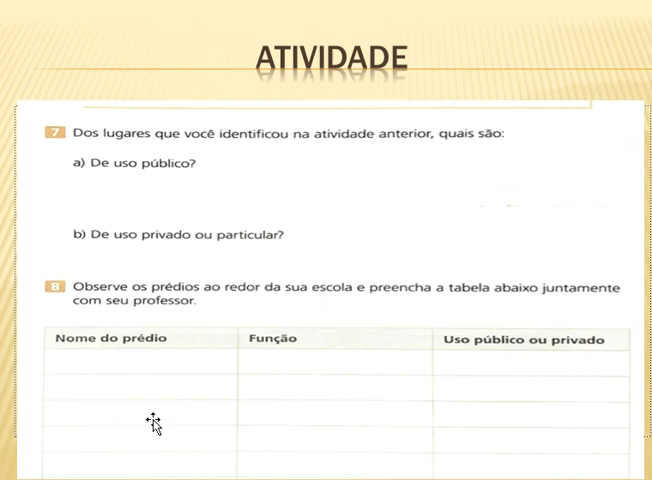 ATIVIDADE
7 Dos lugares que você identificou na atividade anterior, quais são:
a) De uso público?
b) De uso privado ou particular?
8 Observe os prédios ao redor da sua escola e preencha a tabela abaixo juntamente
com seu professor.
Nome do prédio Função Uso público ou privado